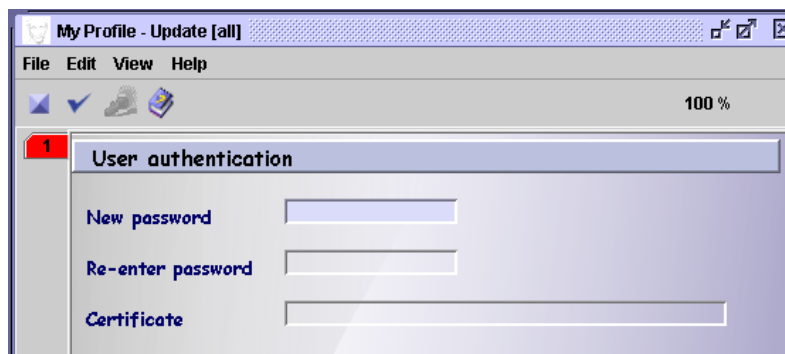 My Profile - Update [all]
File Edit View Help
100 %
1
User authentication
New password
Re-enter password
Certificate